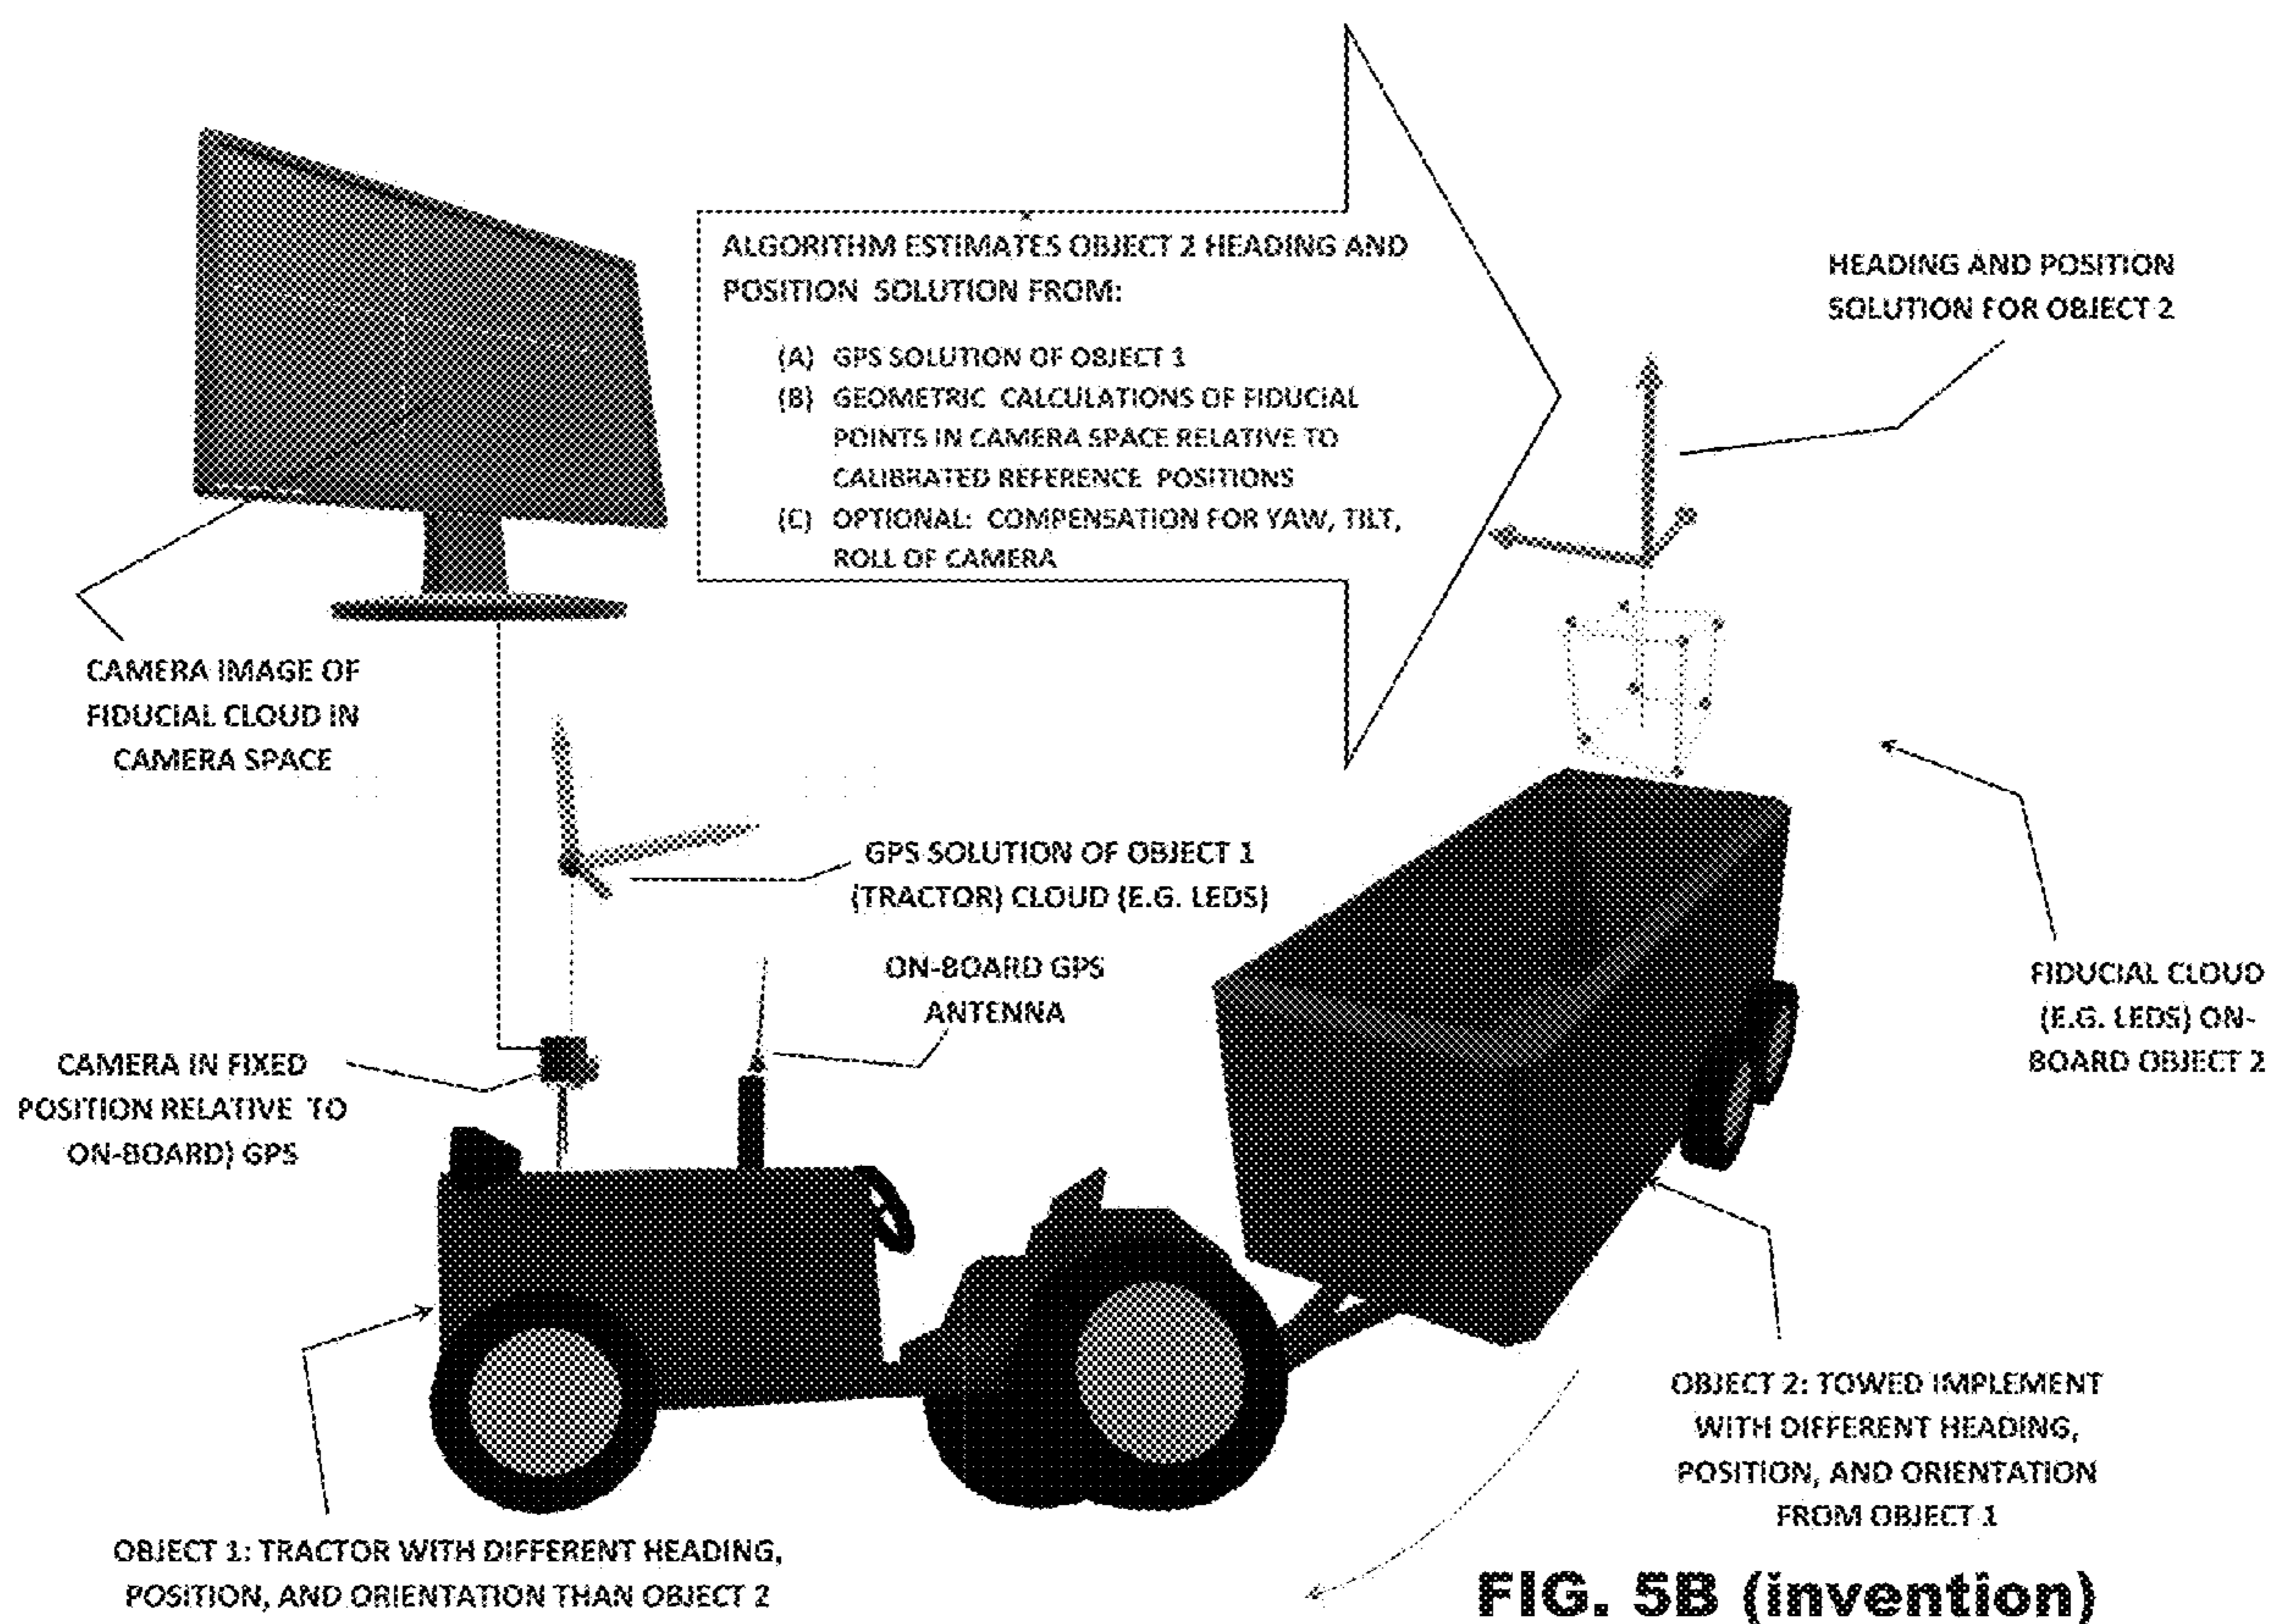 ALGORITHM ESTIMATES OBJECT 2 HEADING AND
POSITION SOLUTION FROM:
(A) GPS SOLUTION OF OBJECT 1
(B) GEOMETRIC CALCULATIONS OF FIDUCIAL
POINTS IN CAMERA SPACE RELATIVE TO
CALIBRATED REFERENCE POSITIONS
(C) OPTIONAL: COMPENSATION FOR YAW, TILT,
ROLL OF CAMERA
HEADING AND POSITION
SOLUTION FOR OBJECT 2
CAMERA IMAGE OF
FIDUCIAL CLOUD IN
CAMERA SPACE
GPS SOLUTION OF OBJECT 1
(TRACTOR) CLOUD (E.G. LEDS)
ON-BOARD GPS
ANTENNA
FIDUCIAL CLOUD
(E.G. LEDS) ON-
BOARD OBJECT 2
CAMERA IN FIXED
POSITION RELATIVE TO
ON-BOARD) GPS
OBJECT 2: TOWED IMPLEMENT
WITH DIFFERENT HEADING,
POSITION, AND ORIENTATION
FROM OBJECT 1
OBJECT 1: TRACTOR WITH DIFFERENT HEADING,
POSITION, AND ORIENTATION THAN OBJECT 2
FIG. 5B (invention)